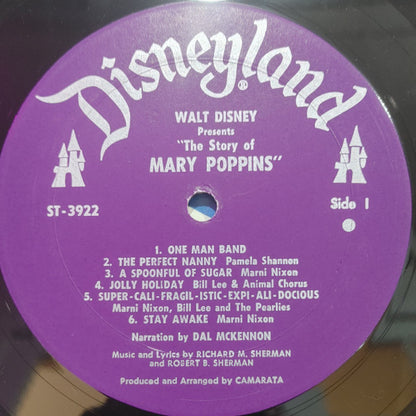 Disneyland®
WALT DISNEY
Presents
"The Story of
MARY POPPINS"
ST-3922
Side 1
1. ONE MAN BAND
2. THE PERFECT NANNY Pamela Shannon
3. A SPOONFUL OF SUGAR Marni Nixon
4. JOLLY HOLIDAY Bill Lee & Animal Chorus
5. SUPER-CALI-FRAGIL-ISTIC-EXPI-ALI-DOCIOUS
Marni Nixon, Bill Lee and The Pearlies
6. STAY AWAKE Marni Nixon
Narration by DAL MCKENNON
Music and Lyrics by RICHARD M. SHERMAN
and ROBERT B. SHERMAN
Produced and Arranged by CAMARATA